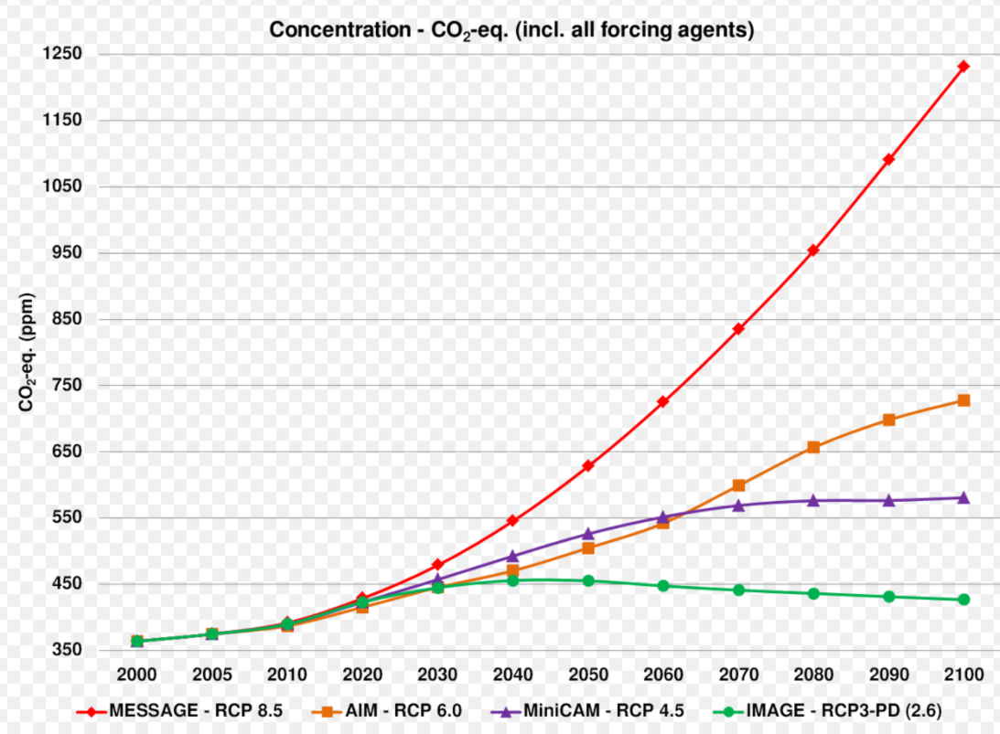 Concentration - CO₂-eq. (incl. all forcing agents)
1250
1150
1050
950
850
750
650
550
450
350
CO₂-eq. (ppm)
2000 2005 2010 2020 2030 2040 2050 2060 2070 2080 2090 2100
MESSAGE - RCP 8.5 AIM - RCP 6.0 MiniCAM - RCP 4.5 IMAGE - RCP3-PD (2.6)